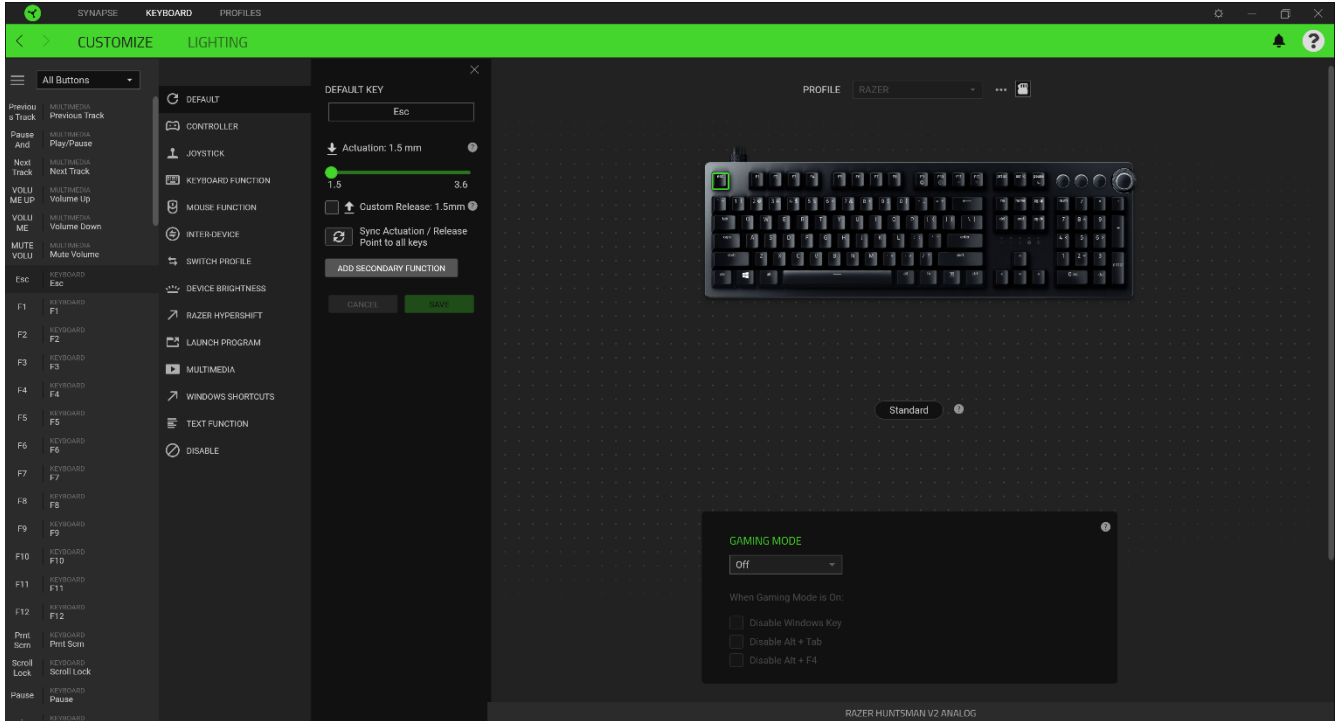 SYNAPSE
KEYBOARD
PROFILES
CUSTOMIZE
LIGHTING
All Buttons
Previou
s Track
MULTIMEDIA
Previous Track
Pause
And
MULTIMEDIA
Play/Pause
Next
Track
MULTIMEDIA
Next Track
VOLU
ME UP
MULTIMEDIA
Volume Up
VOLU
ME
MULTIMEDIA
Volume Down
MUTE
VOLU
MULTIMEDIA
Mute Volume
Esc
KEYBOARD
Esc
F1
KEYBOARD
F1
F2
KEYBOARD
F2
F3
KEYBOARD
F3
F4
KEYBOARD
F4
F5
KEYBOARD
F5
F6
KEYBOARD
F6
F7
KEYBOARD
F7
F8
KEYBOARD
F8
F9
KEYBOARD
F9
F10
KEYBOARD
F10
F11
KEYBOARD
F11
F12
KEYBOARD
F12
Prnt
Scrn
KEYBOARD
Prnt Scrn
Scroll
Lock
KEYBOARD
Scroll Lock
Pause
KEYBOARD
Pause
KEYBOARD
DEFAULT
CONTROLLER
JOYSTICK
KEYBOARD FUNCTION
MOUSE FUNCTION
INTER-DEVICE
SWITCH PROFILE
DEVICE BRIGHTNESS
RAZER HYPERSHIFT
LAUNCH PROGRAM
MULTIMEDIA
WINDOWS SHORTCUTS
TEXT FUNCTION
DISABLE
DEFAULT KEY
Esc
Actuation: 1.5 mm
1.5
3.6
Custom Release: 1.5mm
Sync Actuation / Release
Point to all keys
ADD SECONDARY FUNCTION
CANCEL
SAVE
PROFILE
RAZER
Standard
GAMING MODE
Off
When Gaming Mode is On:
Disable Windows Key
Disable Alt + Tab
Disable Alt + F4
RAZER HUNTSMAN V2 ANALOG